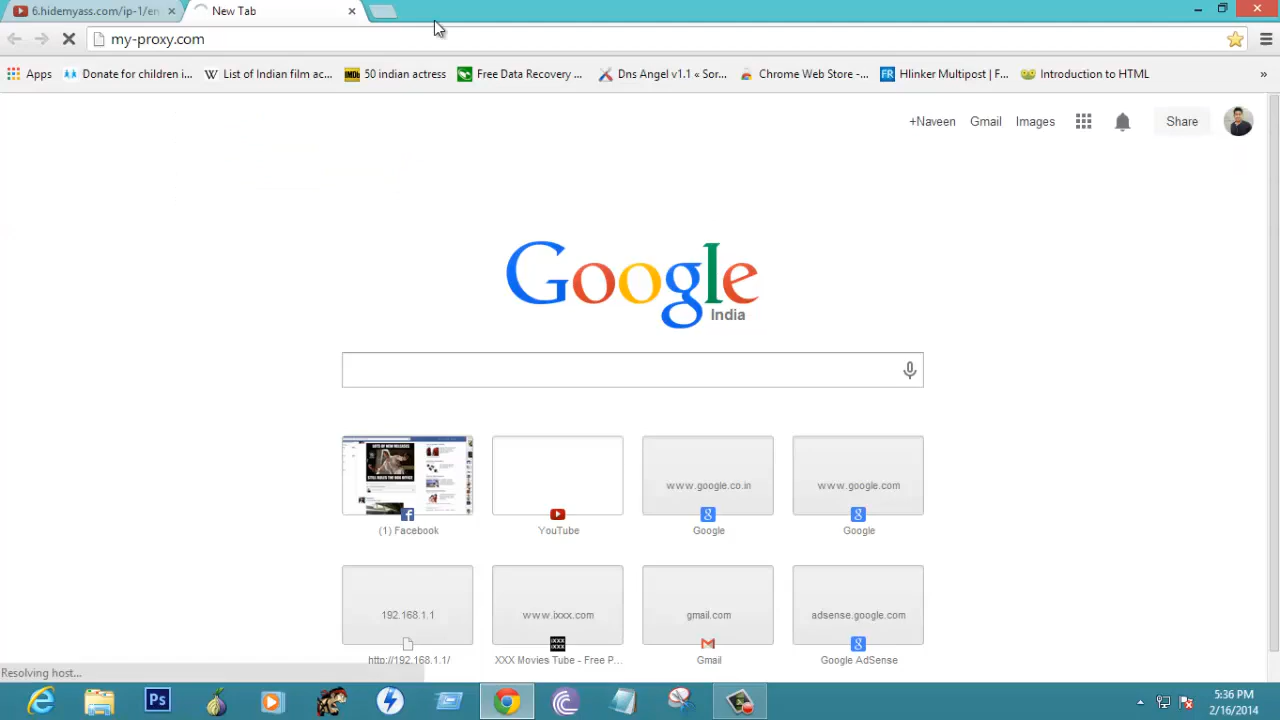 6.hidemyass.com/ip-1/en
New Tab
my-proxy.com
Apps
Donate for children i...
List of Indian film ac...
IMDb
50 indian actress
Free Data Recovery ...
Dns Angel v1.1 « Sor...
Chrome Web Store -...
FR
Hlinker Multipost | F...
Introduction to HTML
»
+Naveen
Gmail
Images
Share
Google
India
www.google.co.in
www.google.com
(1) Facebook
YouTube
Google
Google
192.168.1.1
www.ixxx.com
gmail.com
adsense.google.com
http://192.168.1.1/
XXX Movies Tube - Free P...
Gmail
Google AdSense
Resolving host...
Ps
5:36 PM
2/16/2014